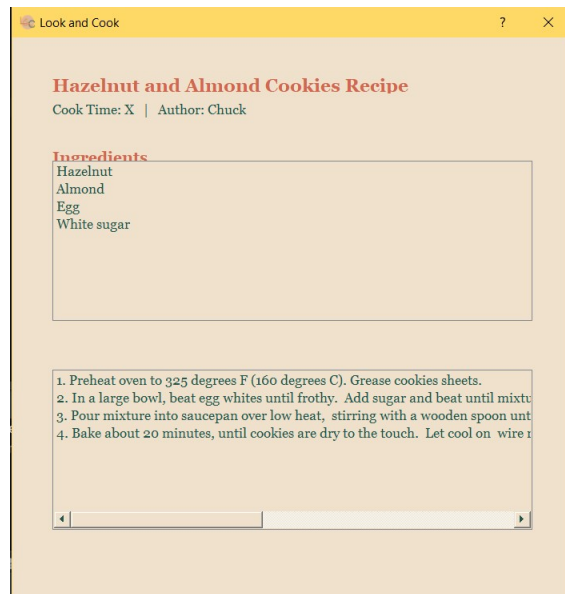 Look and Cook
Hazelnut and Almond Cookies Recipe
Cook Time: X | Author: Chuck
Ingredients
Hazelnut
Almond
Egg
White sugar
1. Preheat oven to 325 degrees F (160 degrees C). Grease cookies sheets.
2. In a large bowl, beat egg whites until frothy. Add sugar and beat until mixtu
3. Pour mixture into saucepan over low heat, stirring with a wooden spoon unt
4. Bake about 20 minutes, until cookies are dry to the touch. Let cool on wire